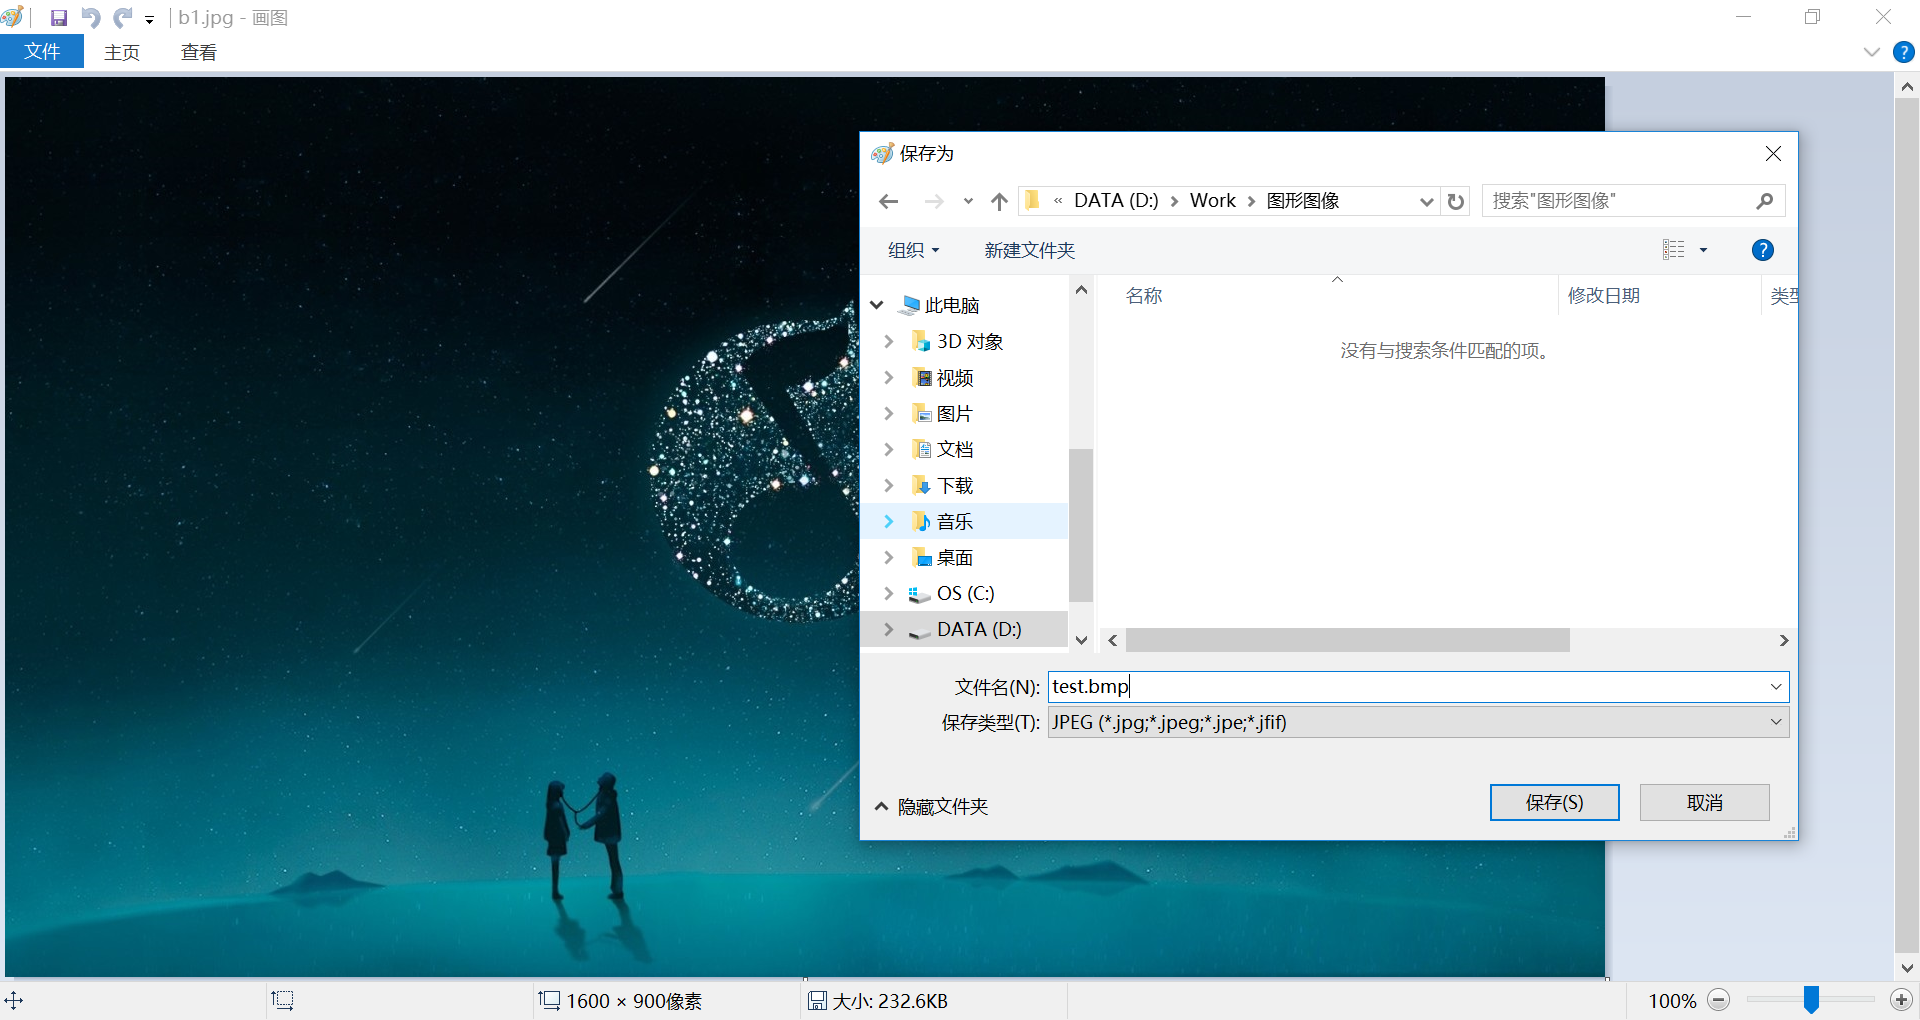 b1.jpg - 画图
文件 主页 查看
保存为
« DATA (D:) › Work › 图形图像
搜索"图形图像"
组织 新建文件夹
此电脑
3D 对象
视频
图片
文档
下载
音乐
桌面
OS (C:)
DATA (D:)
名称 修改日期 类型
没有与搜索条件匹配的项。
文件名(N): test.bmp
保存类型(T): JPEG (*.jpg;*.jpeg;*.jpe;*.jfif)
隐藏文件夹
保存(S) 取消
1600 × 900像素 大小: 232.6KB 100%